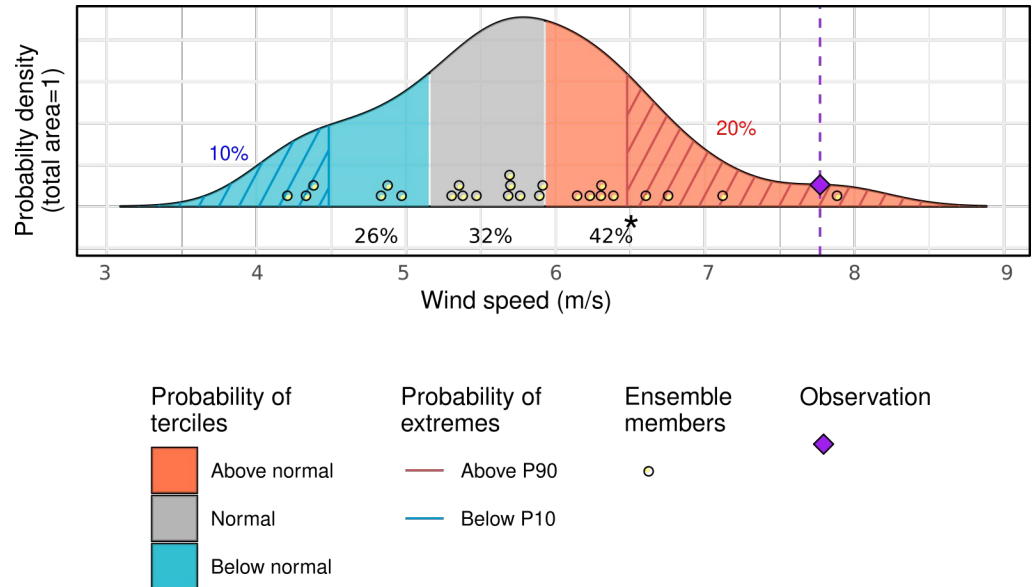 Probability density
(total area=1)
10%
20%
*
26%
32%
42%
3
4
5
6
7
8
9
Wind speed (m/s)
Probability of
terciles
Above normal
Normal
Below normal
Probability of
extremes
Above P90
Below P10
Ensemble
members
Observation